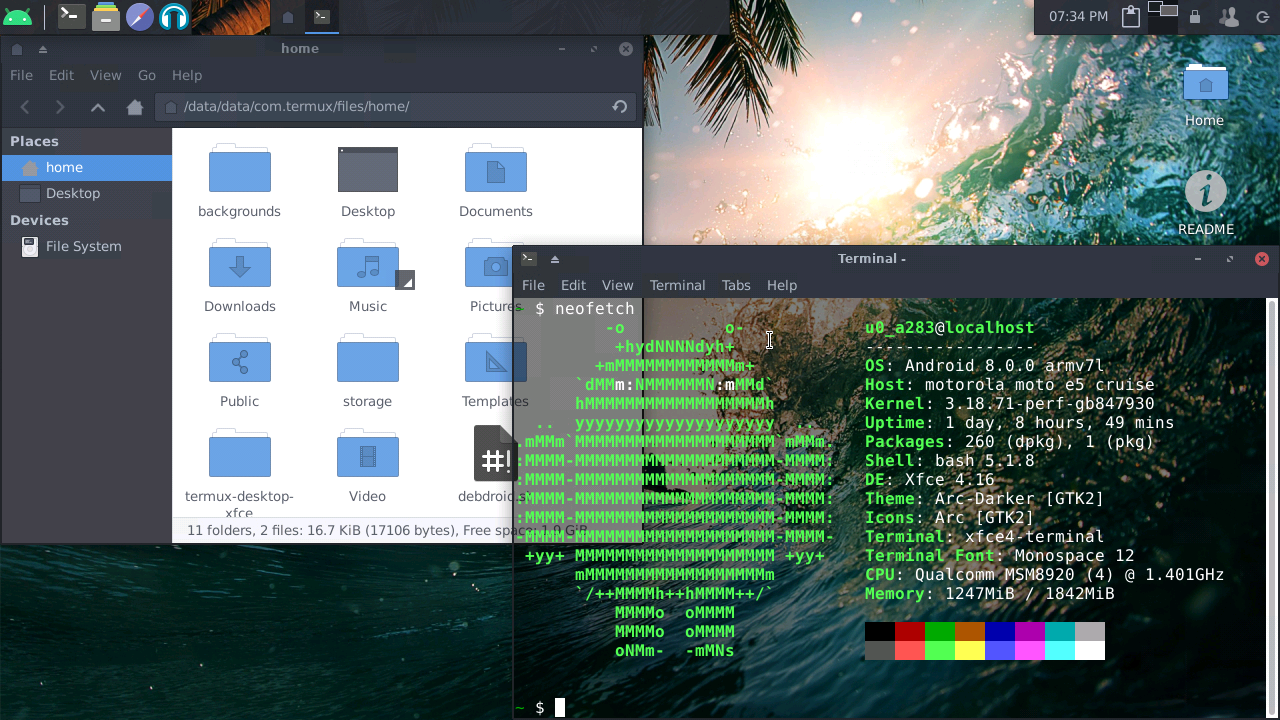 07:34 PM
home
File Edit View Go Help
/data/data/com.termux/files/home/
Places
home
Desktop
Devices
File System
backgrounds Desktop Documents
Downloads Music Pictures
Public storage Templates
termux-desktop-
xfce
Video
11 folders, 2 files: 16.7 KiB (17106 bytes), Free space: 1.0 GiB
Home
README
Terminal -
File Edit View Terminal Tabs Help
~ $ neofetch
-o o-
+hydNNNNdyh+
+mMMMMMMMMMMMMm+
`dMMm:NMMMMMMN:mMMd`
hMMMMMMMMMMMMMMMMMMh
.. yyyyyyyyyyyyyyyyyyyy ..
.mMMm`MMMMMMMMMMMMMMMMMMMM`mMMm.
:MMMM-MMMMMMMMMMMMMMMMMMMM-MMMM:
:MMMM-MMMMMMMMMMMMMMMMMMMM-MMMM:
:MMMM-MMMMMMMMMMMMMMMMMMMM-MMMM:
:MMMM-MMMMMMMMMMMMMMMMMMMM-MMMM:
-MMMM-MMMMMMMMMMMMMMMMMMMM-MMMM-
+yy+ MMMMMMMMMMMMMMMMMMMM +yy+
mMMMMMMMMMMMMMMMMMMm
`/++MMMMh++hMMMM++/`
MMMMo oMMMM
MMMMo oMMMM
oNMm- -mMNs
u0_a283@localhost
-----------------
OS: Android 8.0.0 armv7l
Host: motorola moto e5 cruise
Kernel: 3.18.71-perf-gb847930
Uptime: 1 day, 8 hours, 49 mins
Packages: 260 (dpkg), 1 (pkg)
Shell: bash 5.1.8
DE: Xfce 4.16
Theme: Arc-Darker [GTK2]
Icons: Arc [GTK2]
Terminal: xfce4-terminal
Terminal Font: Monospace 12
CPU: Qualcomm MSM8920 (4) @ 1.401GHz
Memory: 1247MiB / 1842MiB
~ $